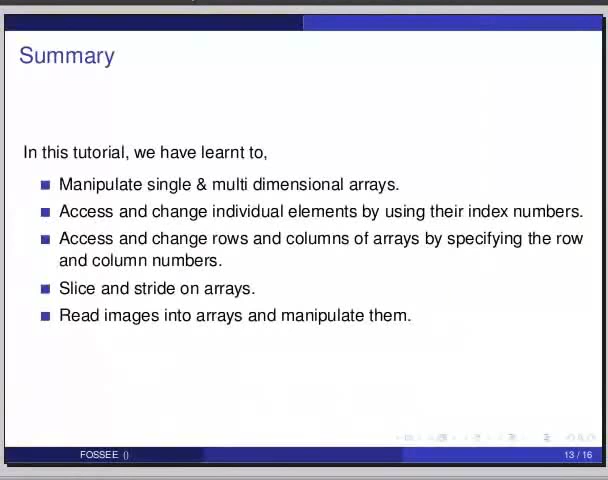 Summary
In this tutorial, we have learnt to,
Manipulate single & multi dimensional arrays.
Access and change individual elements by using their index numbers.
Access and change rows and columns of arrays by specifying the row
and column numbers.
Slice and stride on arrays.
Read images into arrays and manipulate them.
FOSSEE ()
13 / 16